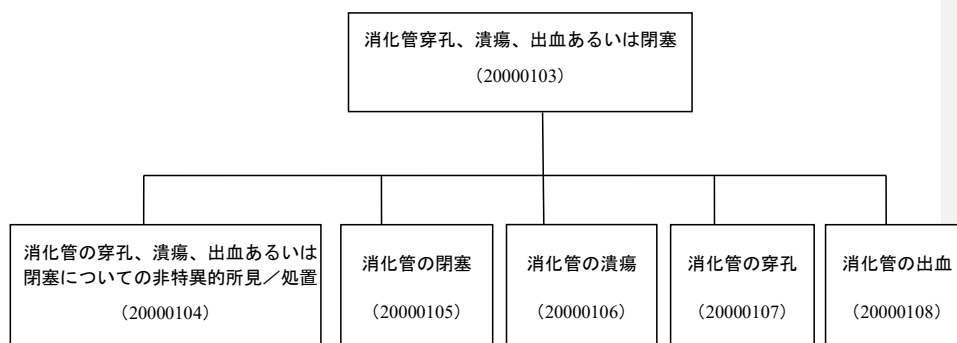 消化管穿孔、潰瘍、出血あるいは閉塞
（20000103）
消化管の穿孔、潰瘍、出血あるいは
閉塞についての非特異的所見／処置
（20000104）
消化管の閉塞
（20000105）
消化管の潰瘍
（20000106）
消化管の穿孔
（20000107）
消化管の出血
（20000108）